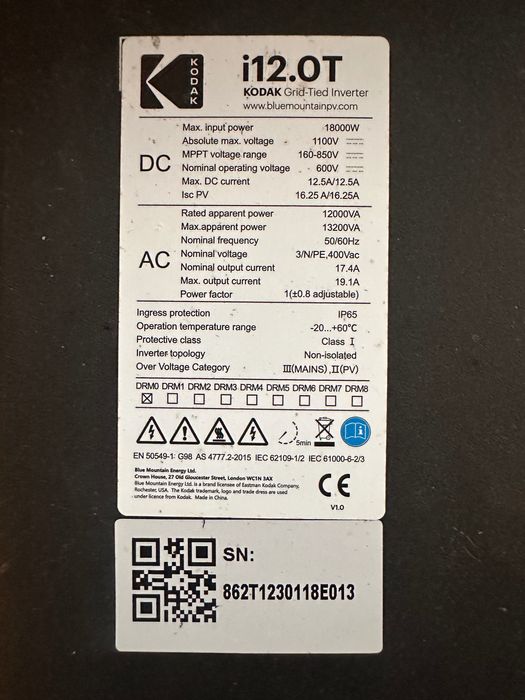 KODAK
i12.0T
KODAK Grid-Tied Inverter
www.bluemountainpv.com
DC
Max. input power 18000W
Absolute max. voltage 1100V
MPPT voltage range 160-850V
Nominal operating voltage 600V
Max. DC current 12.5A/12.5A
Isc PV 16.25 A/16.25A
AC
Rated apparent power 12000VA
Max.apparent power 13200VA
Nominal frequency 50/60Hz
Nominal voltage 3/N/PE,400Vac
Nominal output current 17.4A
Max. output current 19.1A
Power factor 1(±0.8 adjustable)
Ingress protection IP65
Operation temperature range -20...+60℃
Protective class Class Ⅰ
Inverter topology Non-isolated
Over Voltage Category Ⅲ(MAINS),Ⅱ(PV)
DRM0 DRM1 DRM2 DRM3 DRM4 DRM5 DRM6 DRM7 DRM8
5min
EN 50549-1 G98 AS 4777.2-2015 IEC 62109-1/2 IEC 61000-6-2/3
Blue Mountain Energy Ltd.
Crown House, 27 Old Gloucester Street, London WC1N 3AX
Blue Mountain Energy Ltd. is a brand licensee of Eastman Kodak Company,
Rochester, USA. The Kodak trademark, logo and trade dress are used
under licence from Kodak. Made in China.
CE
V1.0
SN:
862T1230118E013